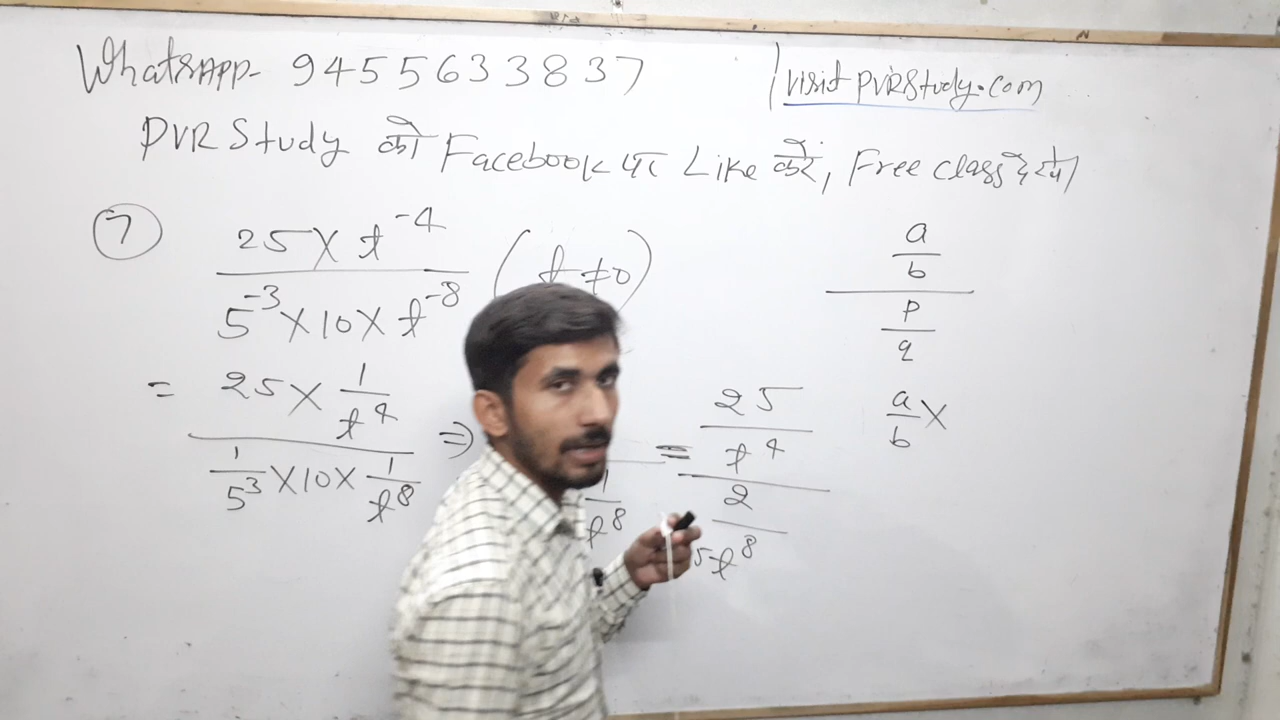 WhatsApp- 9455633837
visit PVRStudy.com
PVR Study को Facebook पर Like करें, Free class
7
25 × t⁻⁴ / 5⁻³ × 10 × t⁻⁸ (t ≠ 0)
= 25 × 1/t⁴ / 1/5³ × 10 × 1/t⁸ ⇒
1/t⁸
= 25/t⁴ / 2/5t⁸
a/b / p/q
a/b ×